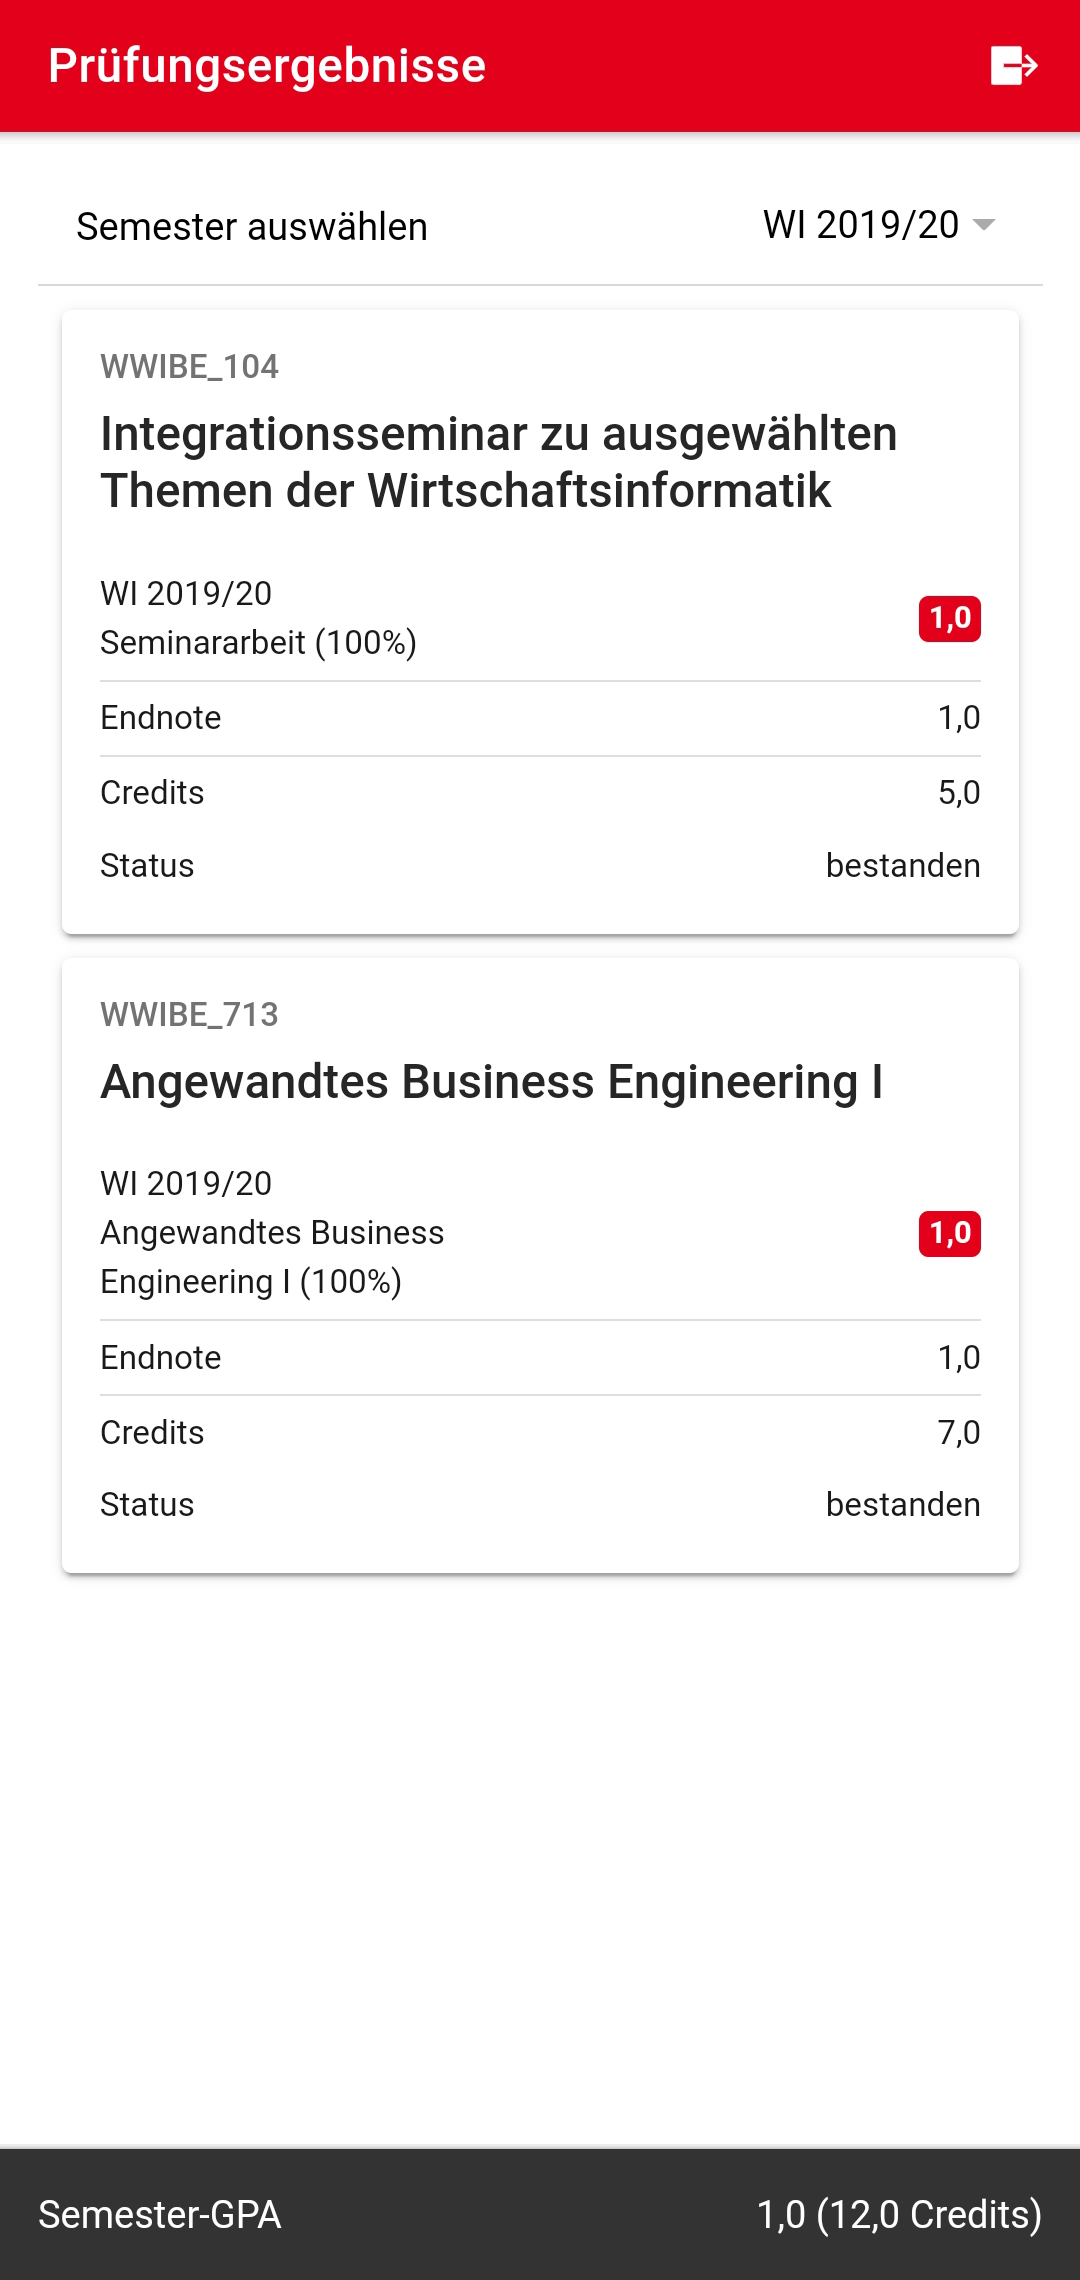 Prüfungsergebnisse
Semester auswählen WI 2019/20
WWIBE_104
Integrationsseminar zu ausgewählten
Themen der Wirtschaftsinformatik
WI 2019/20
Seminararbeit (100%) 1,0
Endnote 1,0
Credits 5,0
Status bestanden
WWIBE_713
Angewandtes Business Engineering I
WI 2019/20
Angewandtes Business 1,0
Engineering I (100%)
Endnote 1,0
Credits 7,0
Status bestanden
Semester-GPA 1,0 (12,0 Credits)